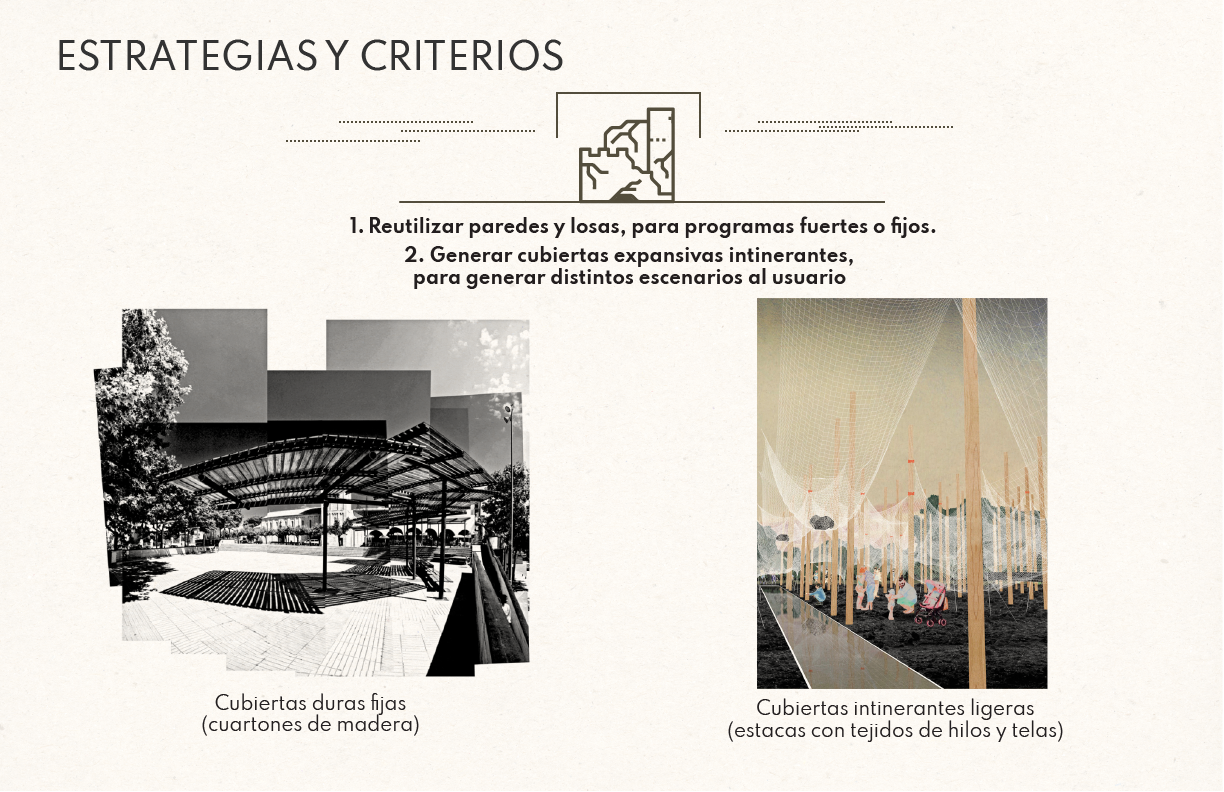 ESTRATEGIAS Y CRITERIOS
1. Reutilizar paredes y losas, para programas fuertes o fijos.
2. Generar cubiertas expansivas intinerantes,
para generar distintos escenarios al usuario
Cubiertas duras fijas
(cuartones de madera)
Cubiertas intinerantes ligeras
(estacas con tejidos de hilos y telas)